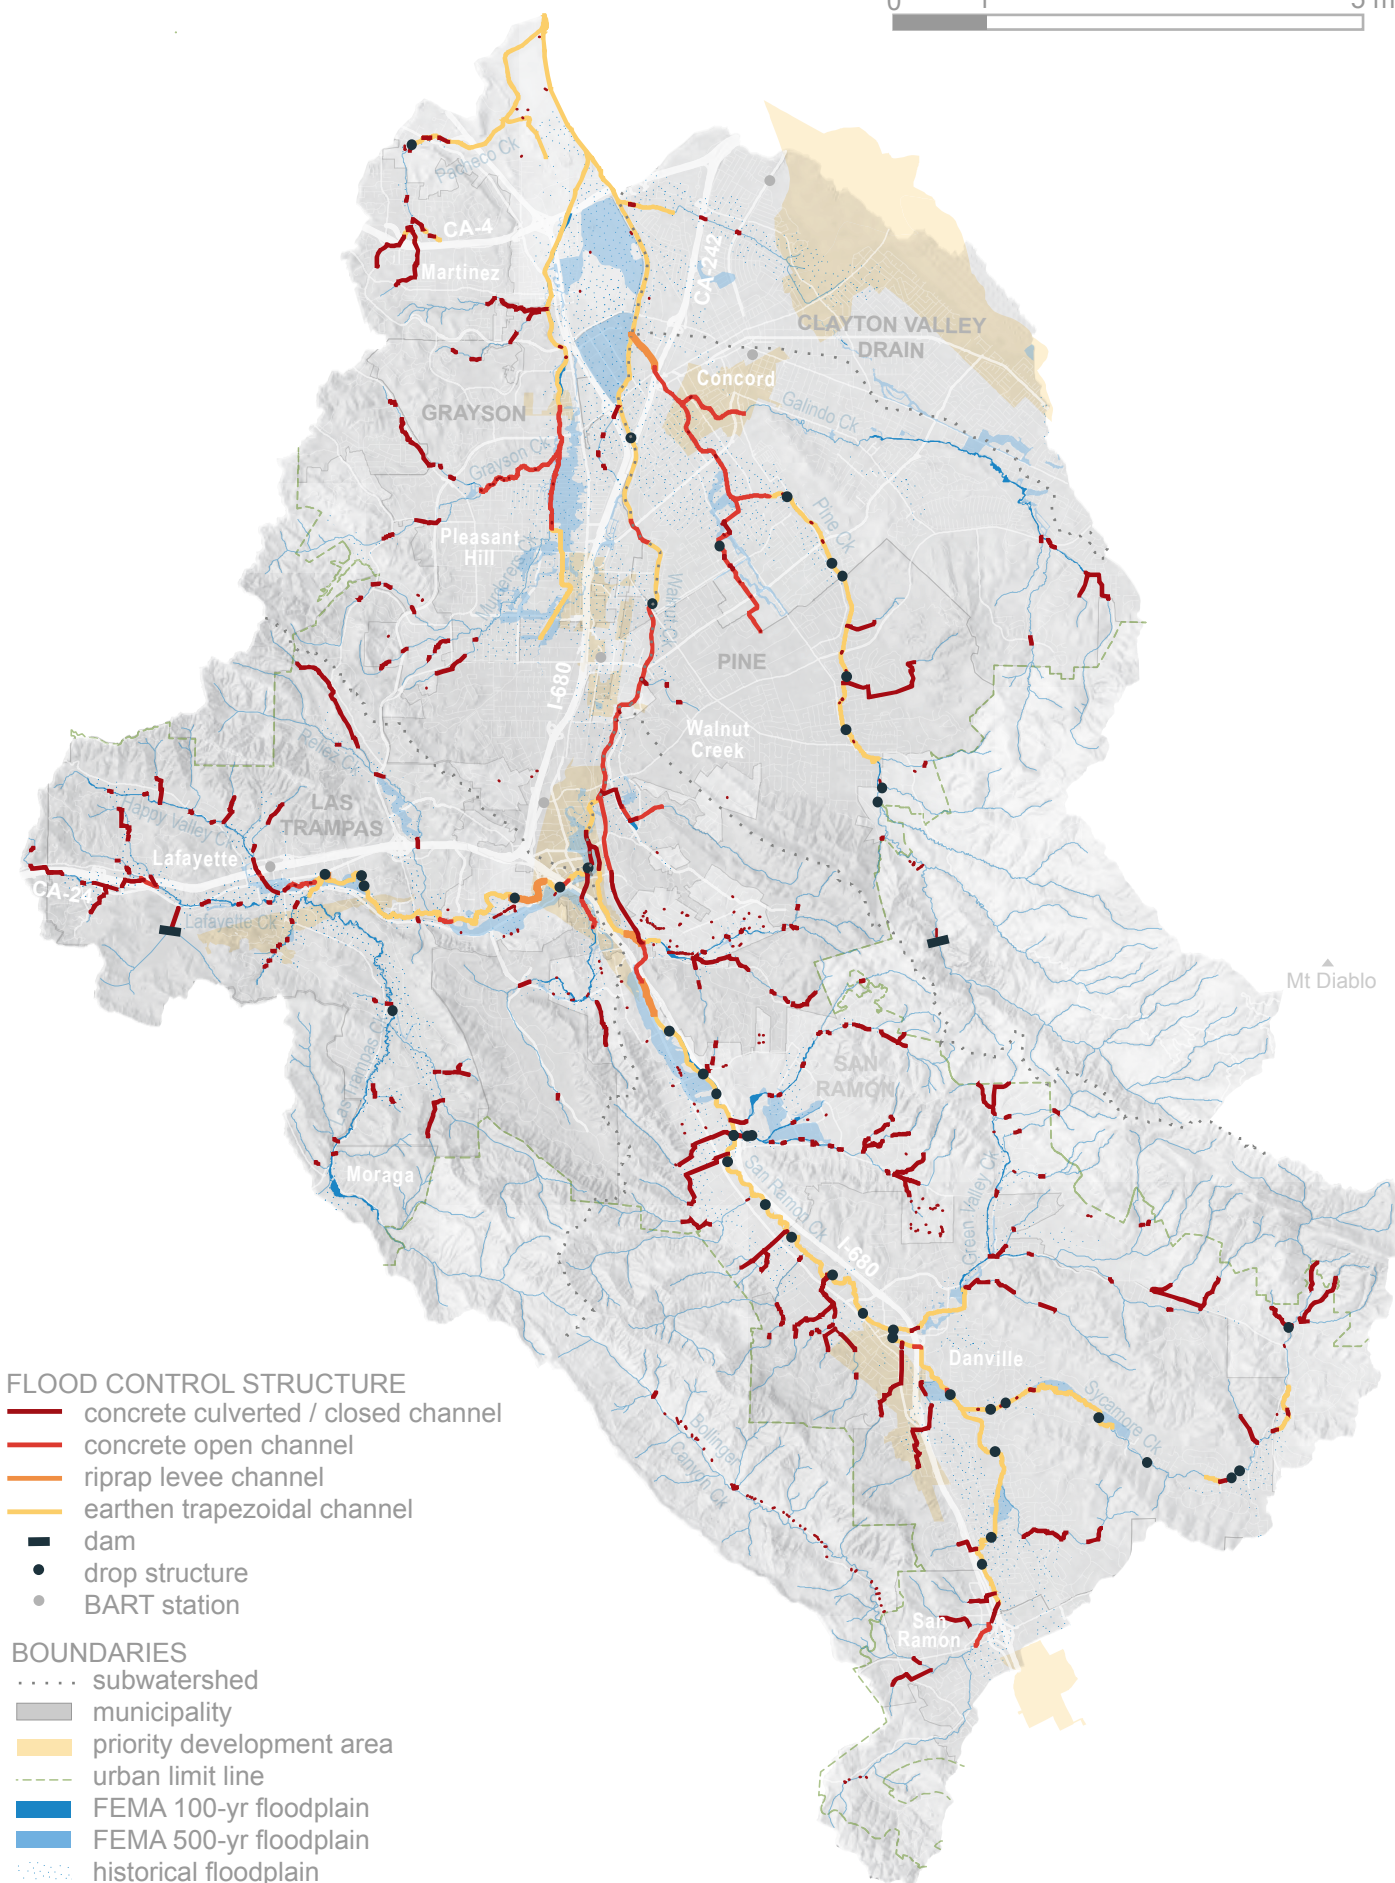 0 1 5 m
Pacheco Ck
CA-4
Martinez
CA-242
CLAYTON VALLEY
DRAIN
Concord
Galindo Ck
GRAYSON
Grayson Ck
Pine Ck
Pleasant
Hill
Walnut Ck
PINE
I-680
Walnut
Creek
LAS
TRAMPAS
Happy Valley Ck
Lafayette
CA-24
Lafayette Ck
Mt Diablo
Las Trampas Ck
SAN
RAMON
Moraga
San Ramon Ck
Green Valley Ck
I-680
Danville
Sycamore Ck
Bollinger
Canyon Ck
San
Ramon
FLOOD CONTROL STRUCTURE
concrete culverted / closed channel
concrete open channel
riprap levee channel
earthen trapezoidal channel
dam
drop structure
BART station
BOUNDARIES
subwatershed
municipality
priority development area
urban limit line
FEMA 100-yr floodplain
FEMA 500-yr floodplain
historical floodplain